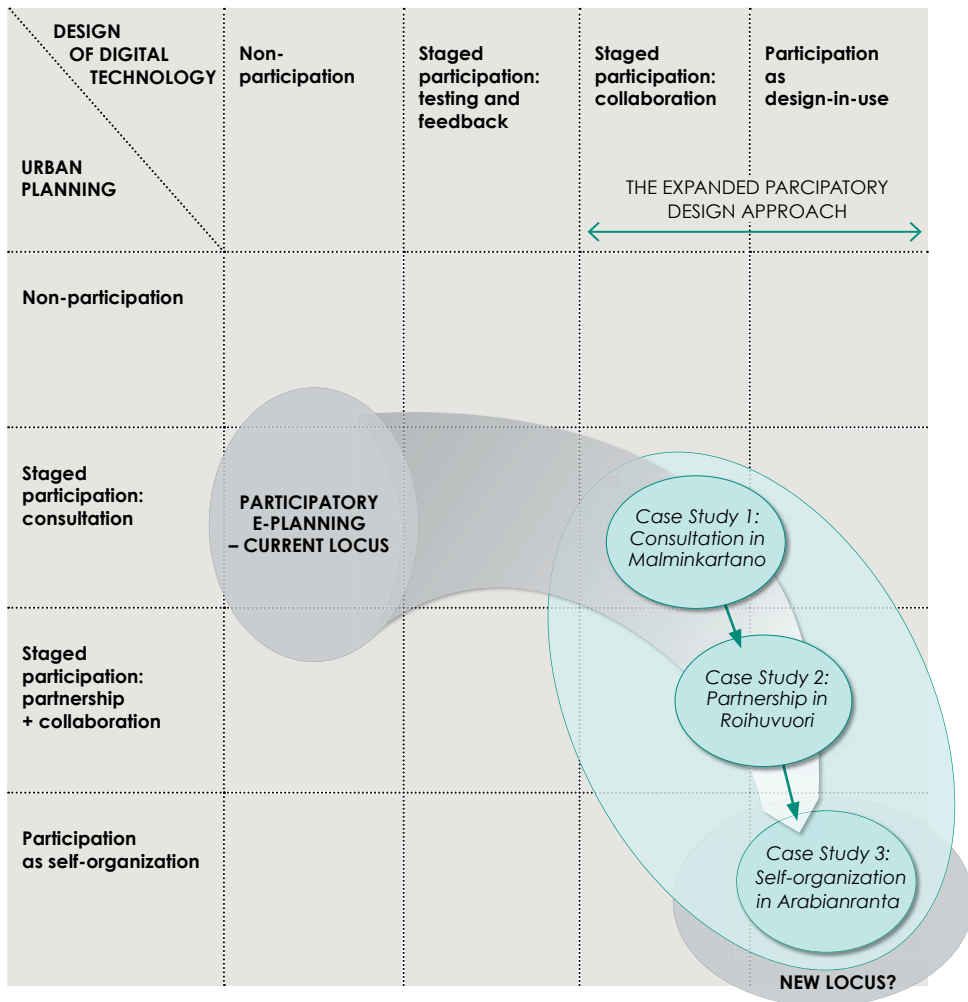 DESIGN
OF DIGITAL
TECHNOLOGY
URBAN
PLANNING
Non-
participation
Staged
participation:
testing and
feedback
Staged
participation:
collaboration
Participation
as
design-in-use
THE EXPANDED PARCIPATORY
DESIGN APPROACH
Non-participation
Staged
participation:
consultation
PARTICIPATORY
E-PLANNING
– CURRENT LOCUS
Case Study 1:
Consultation in
Malminkartano
Staged
participation:
partnership
+ collaboration
Case Study 2:
Partnership in
Roihuvuori
Participation
as self-organization
Case Study 3:
Self-organization
in Arabianranta
NEW LOCUS?